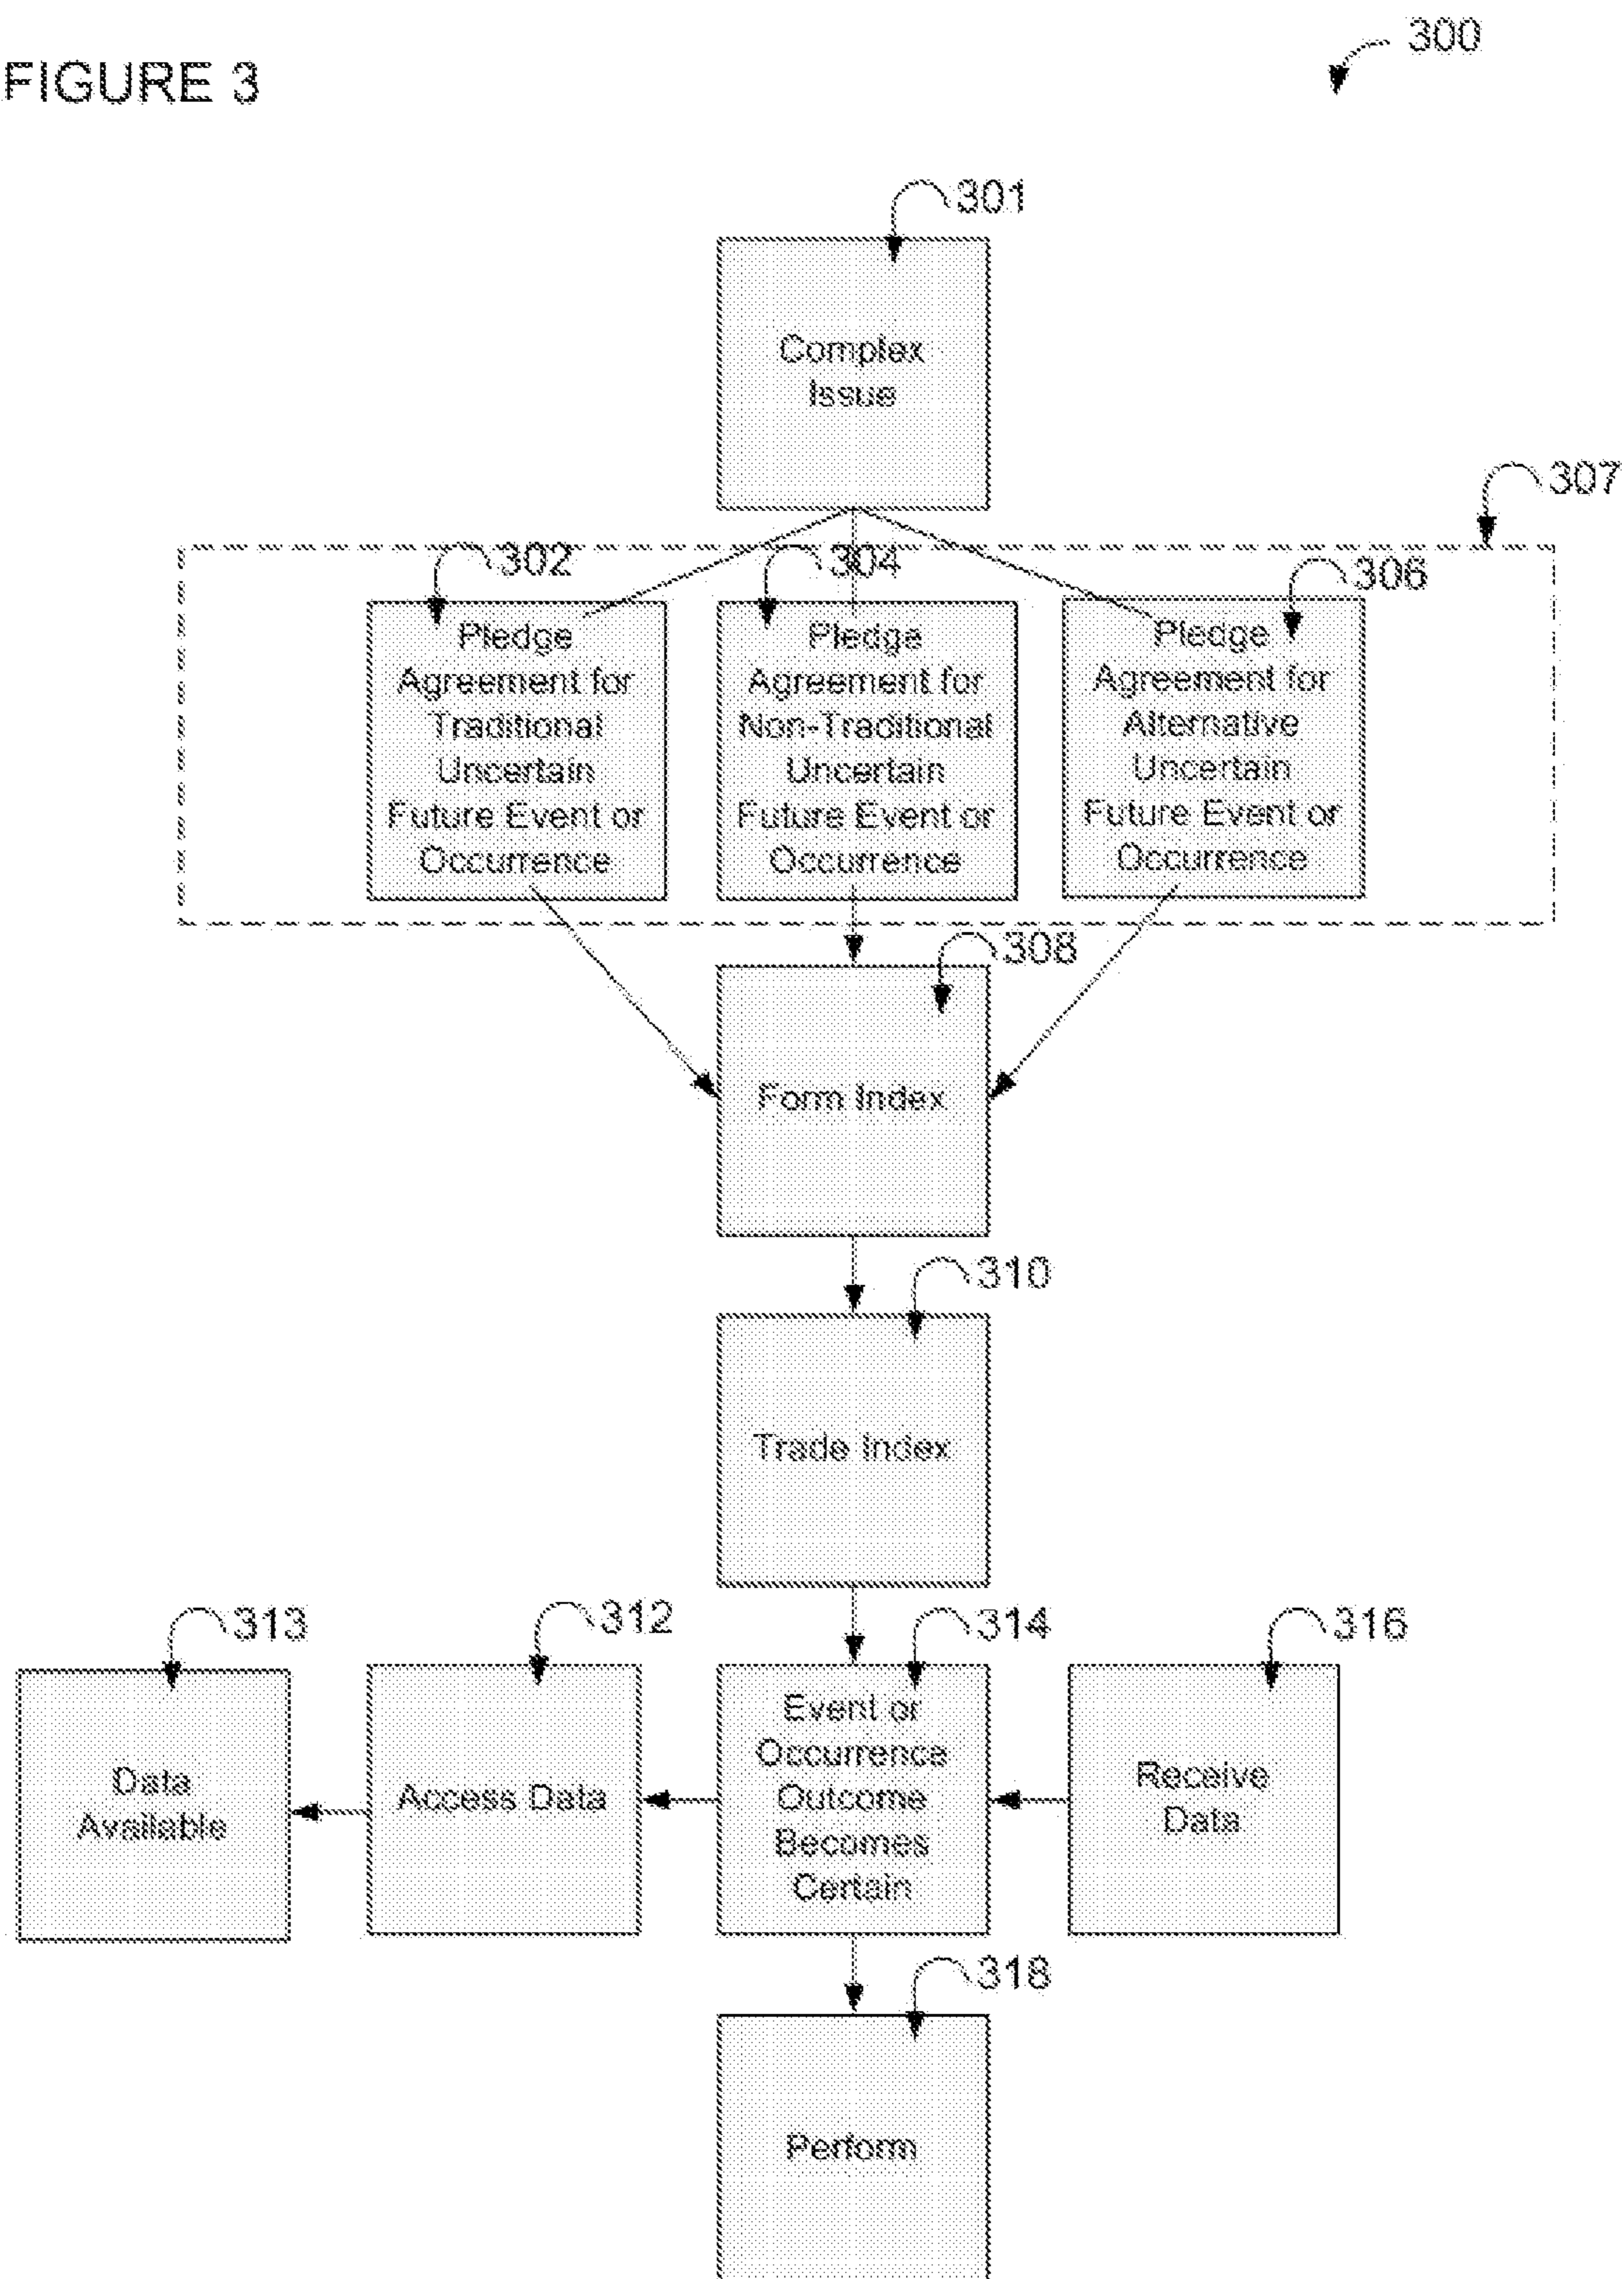 FIGURE 3
300
301
Complex
Issue
307
302
304
306
Pledge
Agreement for
Traditional
Uncertain
Future Event or
Occurrence
Pledge
Agreement for
Non-Traditional
Uncertain
Future Event or
Occurrence
Pledge
Agreement for
Alternative
Uncertain
Future Event or
Occurrence
308
Form Index
310
Trade Index
313
312
314
316
Data
Available
Access Data
Event or
Occurrence
Outcome
Becomes
Certain
Receive
Data
318
Perform